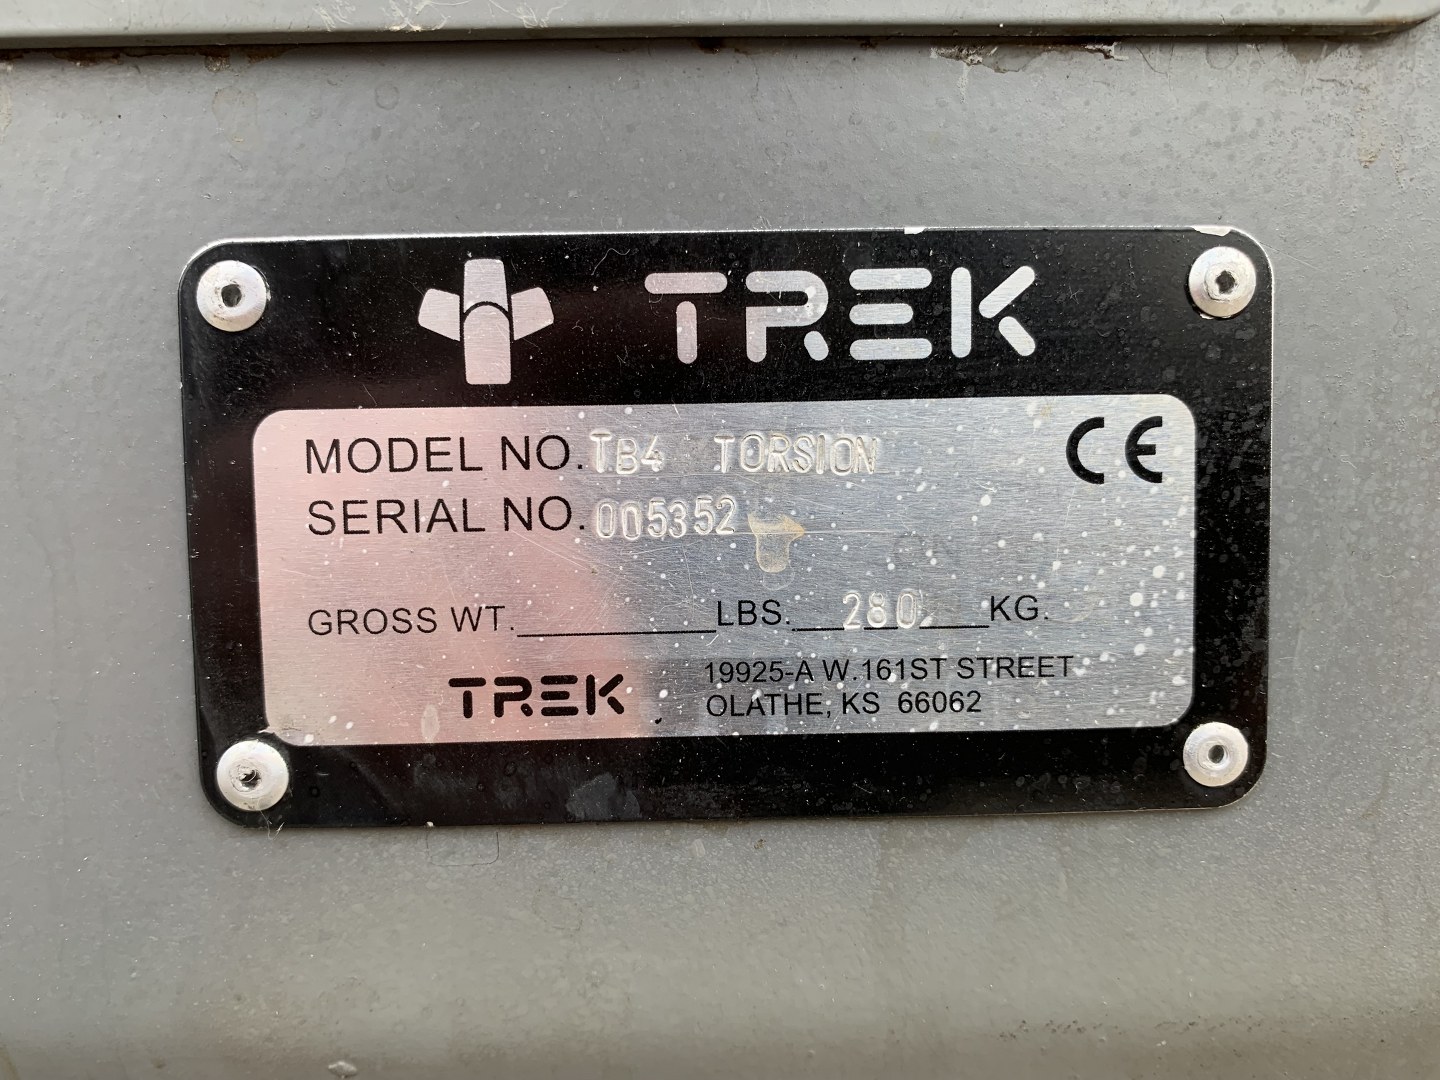 TREK
MODEL NO. TB4 TORSION CE
SERIAL NO. 005352
GROSS WT. LBS. 280 KG.
TREK
19925-A W. 161ST STREET
OLATHE, KS 66062